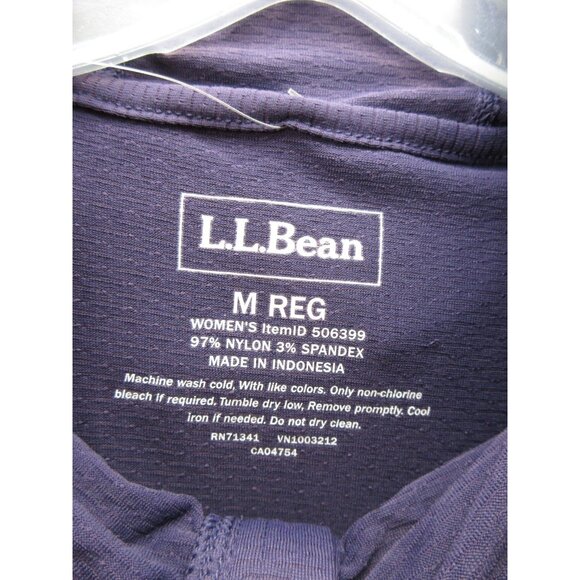 L.L.Bean
M REG
WOMEN'S ItemID 506399
97% NYLON 3% SPANDEX
MADE IN INDONESIA
Machine wash cold, With like colors. Only non-chlorine
bleach if required. Tumble dry low, Remove promptly. Cool
iron if needed. Do not dry clean.
RN71341 VN1003212
CA04754